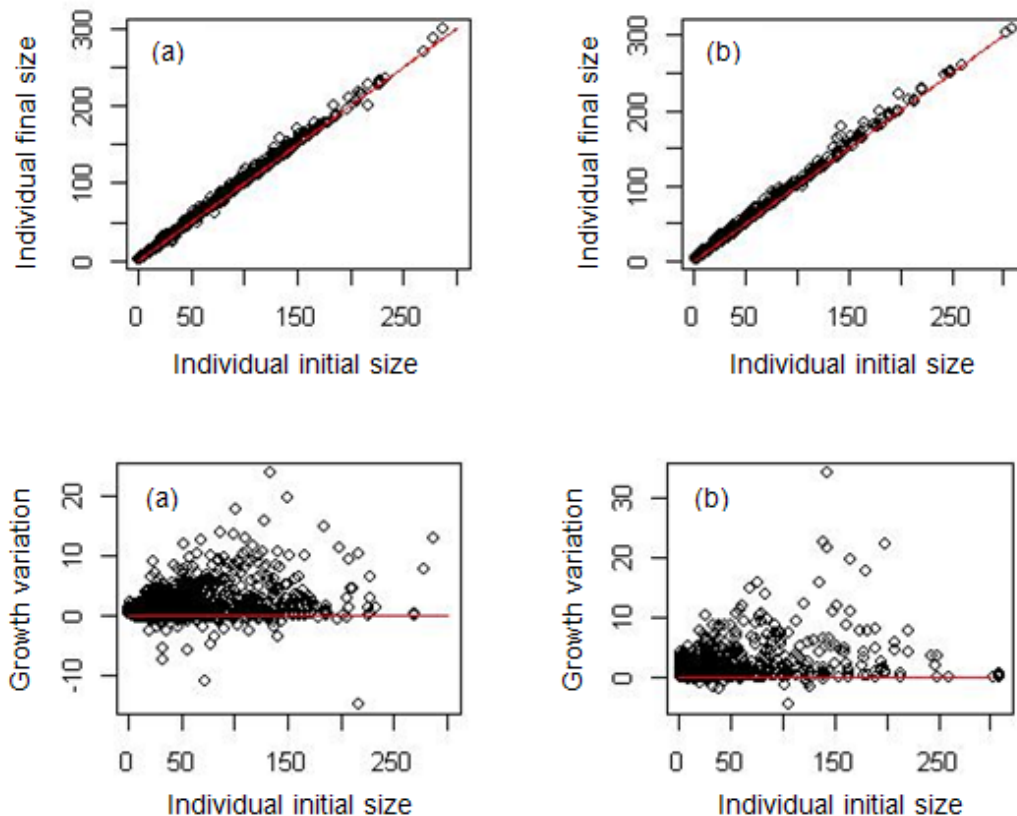 Individual final size
0 100 200 300
(a)
0 50 150 250
Individual initial size
Individual final size
0 100 200 300
(b)
0 50 150 250
Individual initial size
Growth variation
-10 0 10 20
(a)
0 50 150 250
Individual initial size
Growth variation
0 10 20 30
(b)
0 50 150 250
Individual initial size